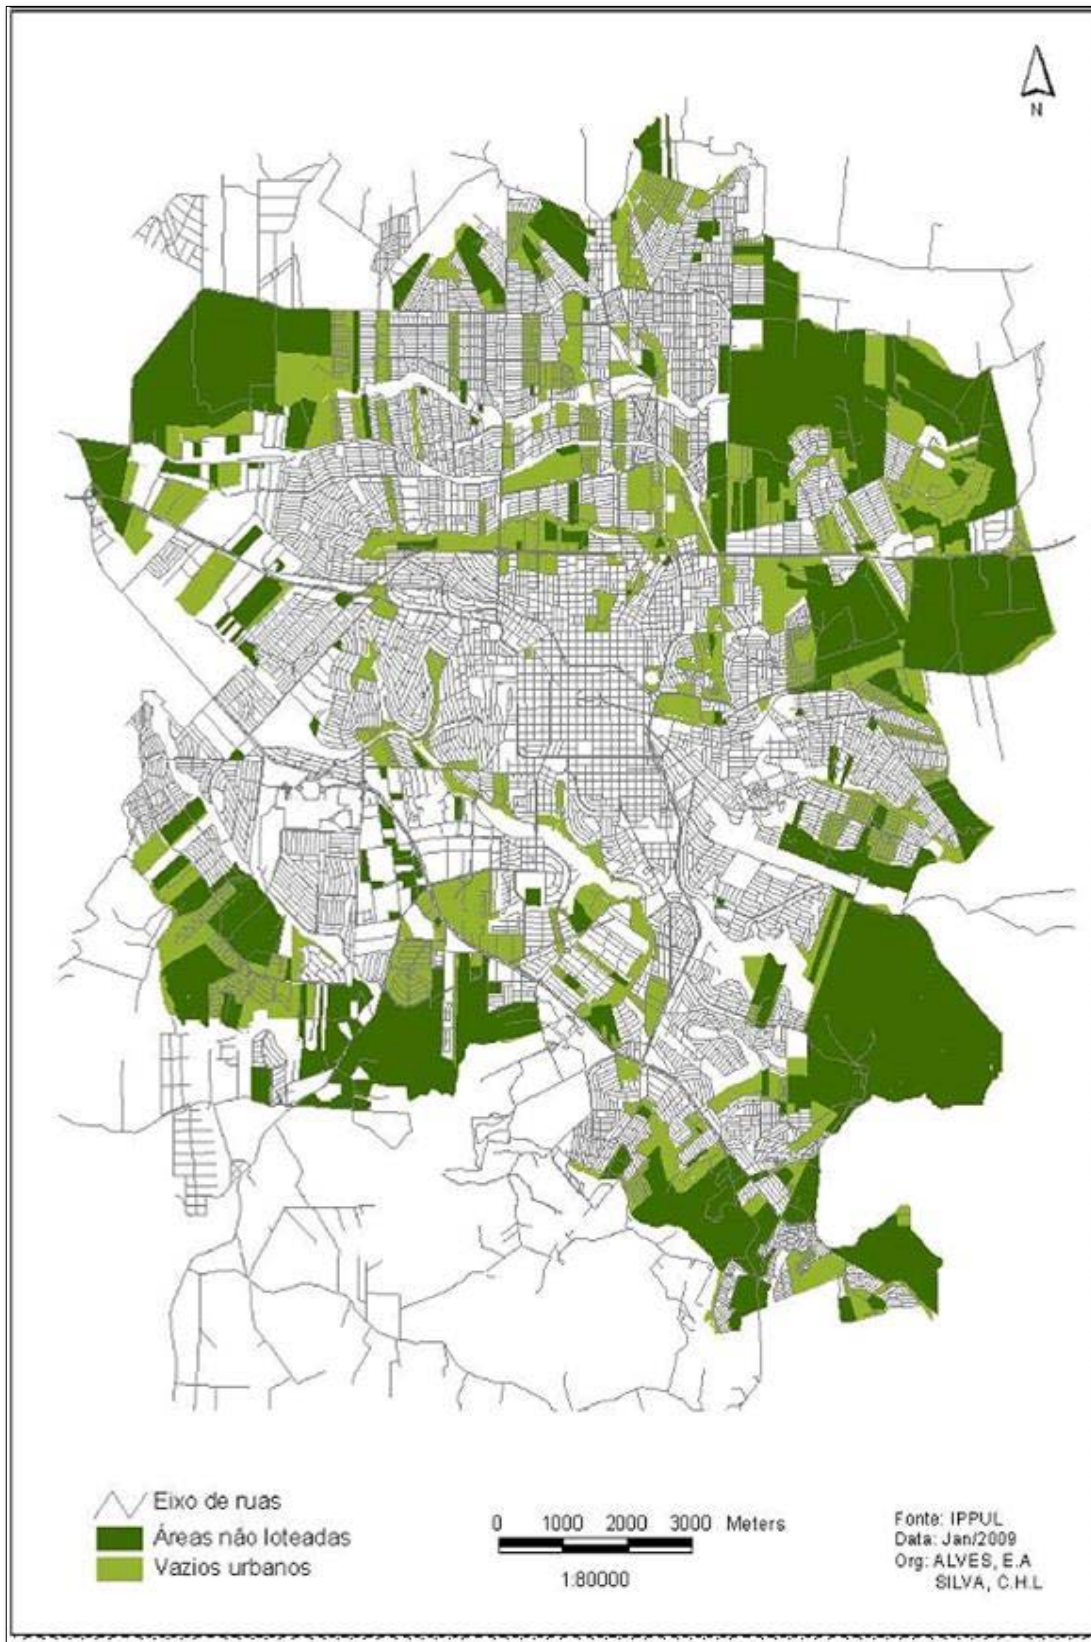 N
Eixo de ruas
Áreas não loteadas
Vazios urbanos
0 1000 2000 3000 Meters
1:80000
Fonte: IPPUL
Data: Jan/2009
Org: ALVES, E.A
SILVA, C.H.L